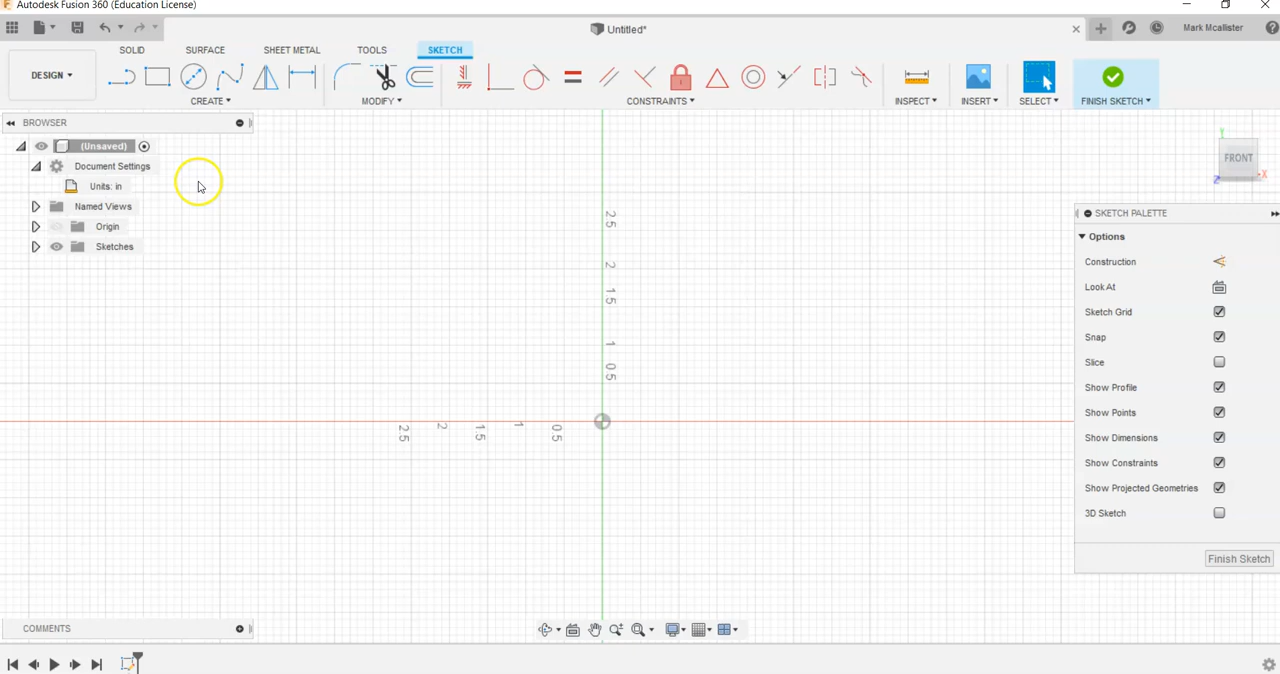 Autodesk Fusion 360 (Education License)
Untitled*
Mark Mcallister
SOLID SURFACE SHEET METAL TOOLS SKETCH
DESIGN ▾
CREATE ▾ MODIFY ▾ CONSTRAINTS ▾ INSPECT ▾ INSERT ▾ SELECT ▾ FINISH SKETCH ▾
BROWSER
(Unsaved)
Document Settings
Units: in
Named Views
Origin
Sketches
2.5
2
1.5
1
0.5
2.5 2 1.5 1 0.5
Y
FRONT
Z
X
SKETCH PALETTE
Options
Construction
Look At
Sketch Grid
Snap
Slice
Show Profile
Show Points
Show Dimensions
Show Constraints
Show Projected Geometries
3D Sketch
Finish Sketch
COMMENTS